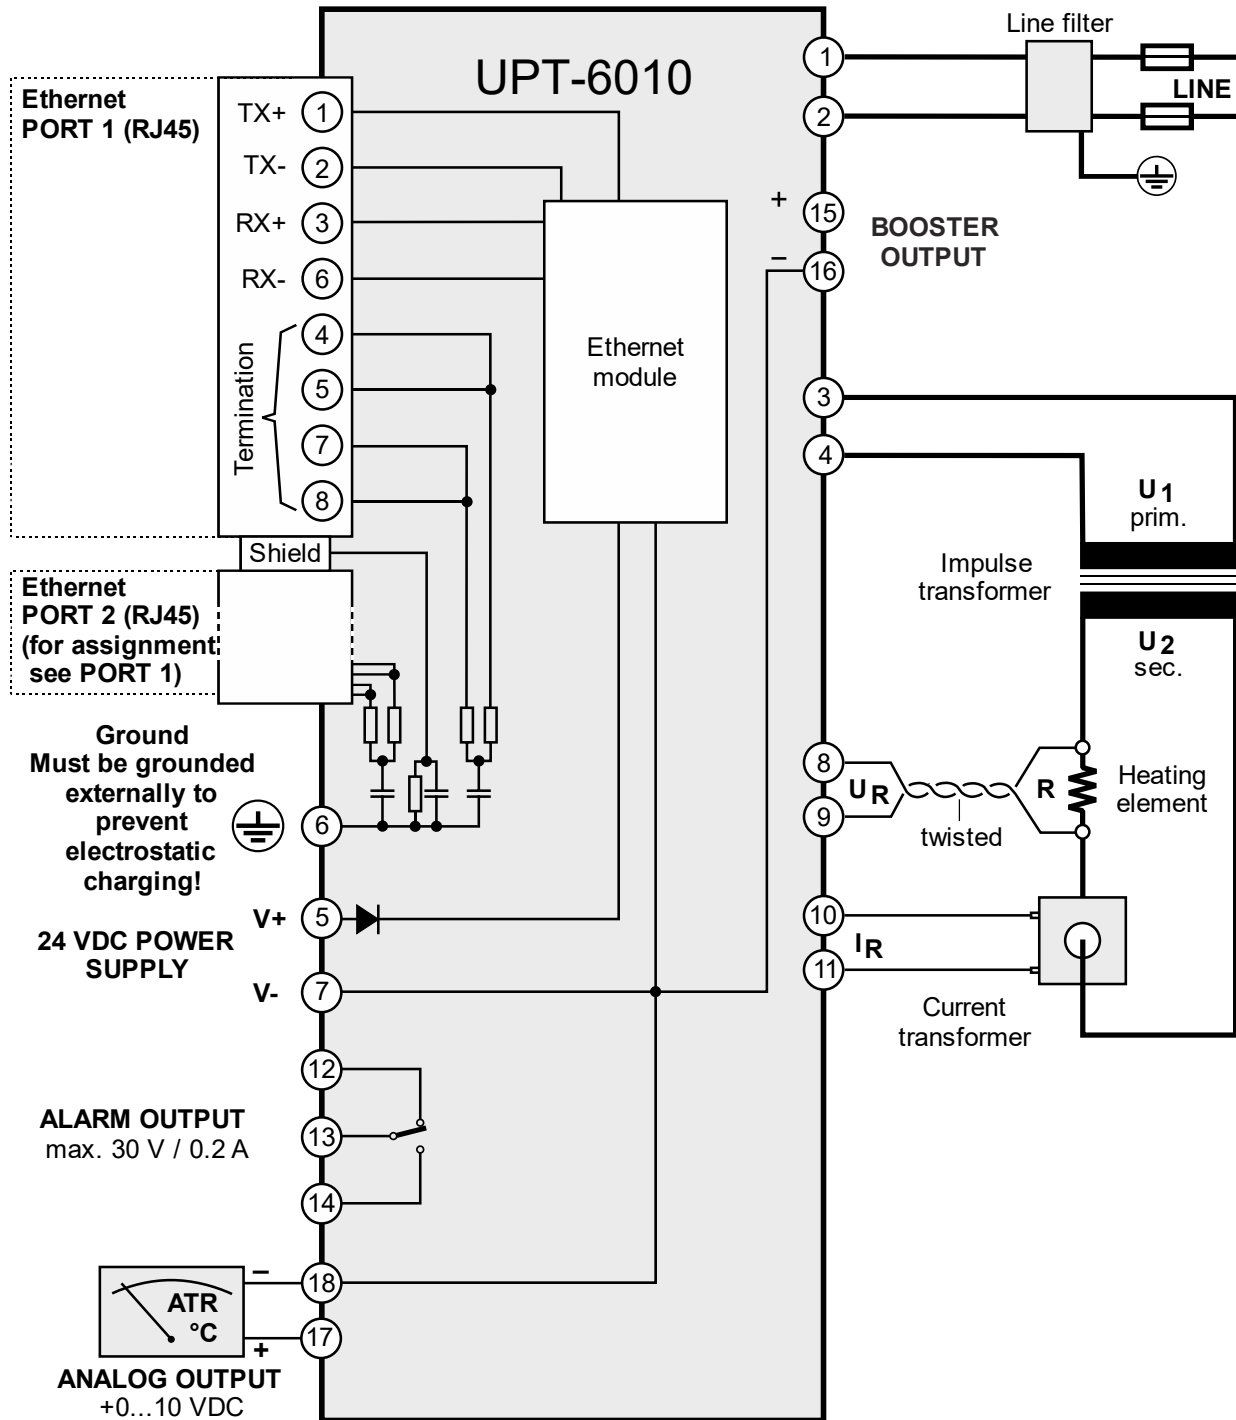 UPT-6010
Ethernet
PORT 1 (RJ45)
TX+ 1
TX- 2
RX+ 3
RX- 6
Termination
4
5
7
8
Shield
Ethernet
PORT 2 (RJ45)
(for assignment
see PORT 1)
Ground
Must be grounded
externally to
prevent
electrostatic
charging!
6
V+ 5
24 VDC POWER
SUPPLY
V- 7
12
ALARM OUTPUT
max. 30 V / 0.2 A
13
14
– 18
ATR
°C
+ 17
ANALOG OUTPUT
+0...10 VDC
Ethernet
module
1
2
Line filter
LINE
+ 15
– 16
BOOSTER
OUTPUT
3
4
U1
prim.
Impulse
transformer
U2
sec.
8
9
UR
twisted
R
Heating
element
10
11
IR
Current
transformer